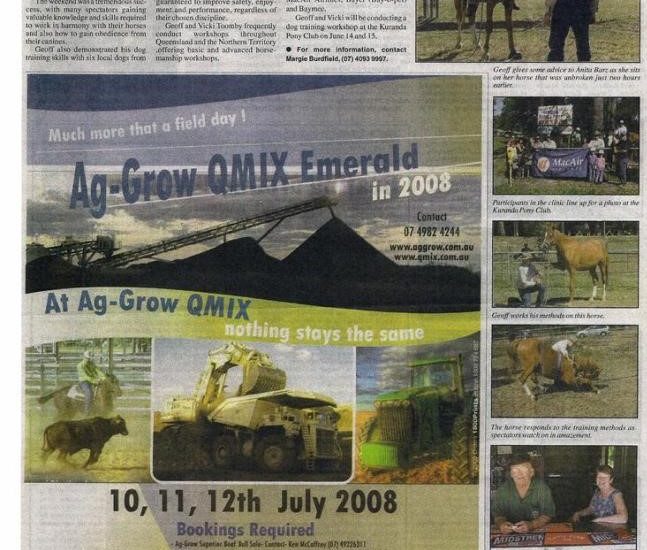 The weekend was a tremendous suc-
cess, with many spectators gaining
valuable knowledge and skills required
to work in harmony with their horses
and also how to gain obedience from
their canines.
Geoff also demonstrated his dog
training skills with six local dogs from
guaranteed to improve safety, enjoy-
ment and performance, regardless of
their chosen discipline.
Geoff and Vicki Toomby frequently
conduct workshops throughout
Queensland and the Northern Territory
offering basic and advanced horse-
manship workshops.
and Baymec.
Geoff and Vicki will be conducting a
dog training workshop at the Kuranda
Pony Club on June 14 and 15.
● For more information, contact
Margie Burdfield, (07) 4093 9997.
Geoff gives some advice to Anita Barz as she sits
on her horse that was unbroken just two hours
earlier.
MacAir
Participants in the clinic line up for a photo at the
Kuranda Pony Club.
Geoff works his methods on this horse.
The horse responds to the training methods as
spectators watch on in amazement.
Much more that a field day !
Ag-Grow QMIX Emerald
in 2008
Contact
07 4982 4244
www.aggrow.com.au
www.qmix.com.au
At Ag-Grow QMIX
nothing stays the same
10, 11, 12th July 2008
Bookings Required
- Ag-Grow Superior Beef Bull Sale- Contact- Ken McCaffrey (07) 49226311